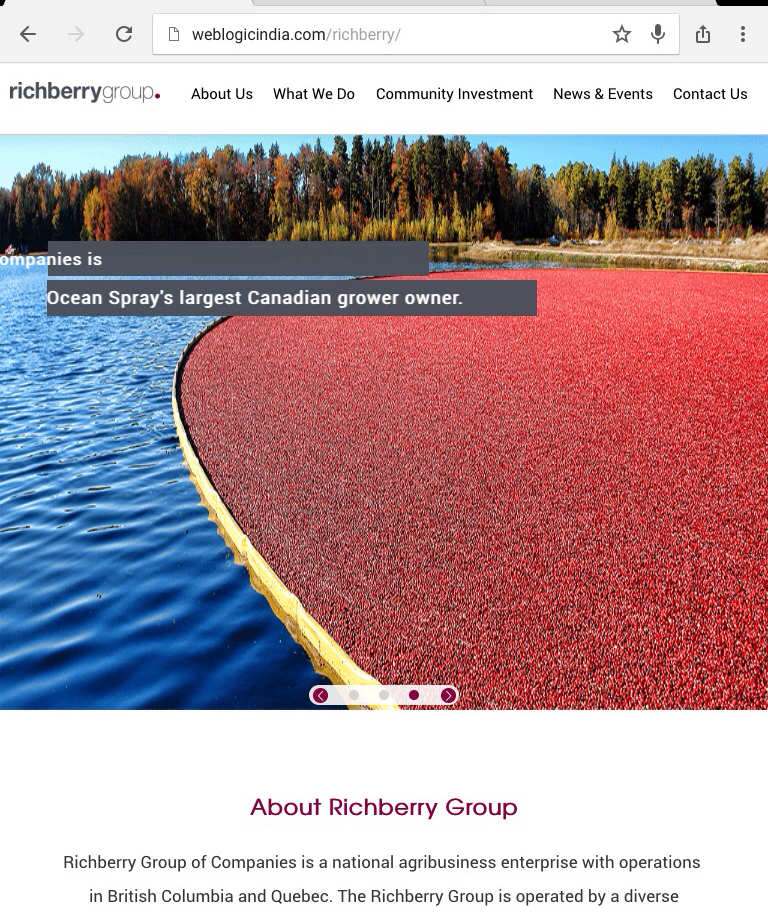 weblogicindia.com/richberry/
richberrygroup.
About Us What We Do Community Investment News & Events Contact Us
is
Ocean Spray's largest Canadian grower owner.
About Richberry Group
Richberry Group of Companies is a national agribusiness enterprise with operations
in British Columbia and Quebec. The Richberry Group is operated by a diverse